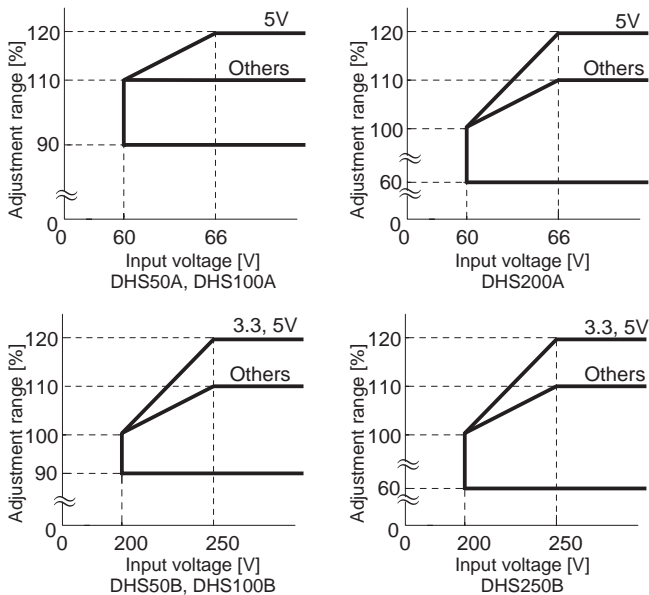 5V
120
Others
110
90
0
0
60
66
Adjustment range [%]
Input voltage [V]
DHS50A, DHS100A
5V
120
Others
110
100
60
0
0
60
66
Adjustment range [%]
Input voltage [V]
DHS200A
3.3, 5V
120
Others
110
100
90
0
0
200
250
Adjustment range [%]
Input voltage [V]
DHS50B, DHS100B
3.3, 5V
120
Others
110
100
60
0
0
200
250
Adjustment range [%]
Input voltage [V]
DHS250B